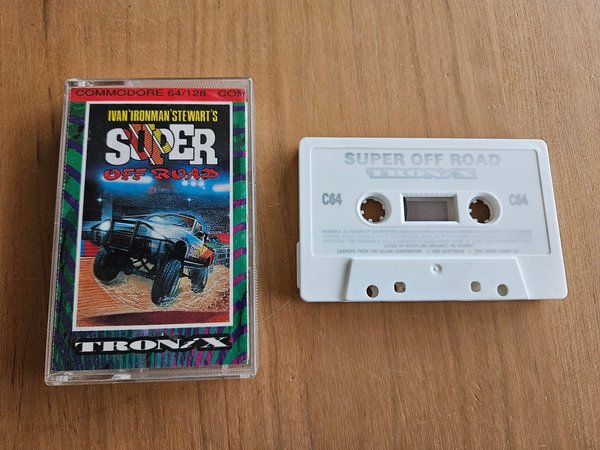 COMMODORE 64/128 COM
IVAN 'IRONMAN' STEWART'S
SUPER
OFF ROAD
TRONIX
SUPER OFF ROAD
TRONIX
C64
C64
LICENCED FROM THE LELAND CORPORATION